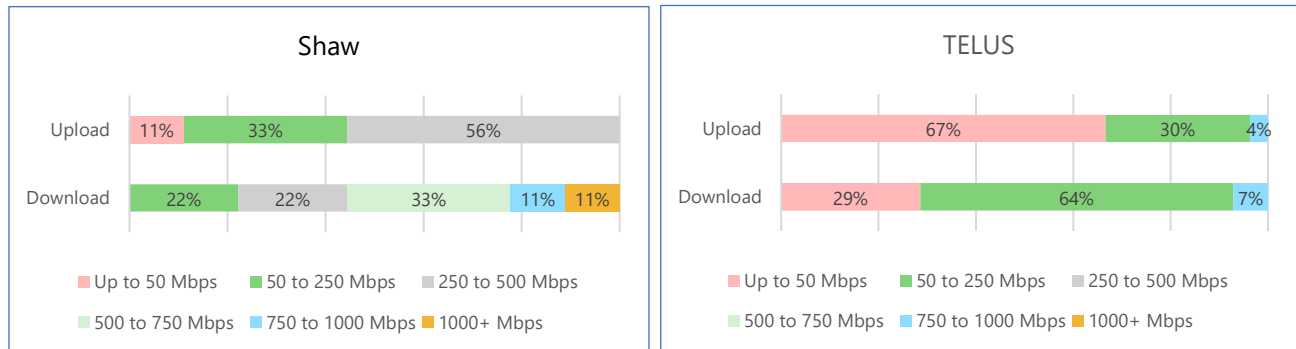 Shaw
Upload 11% 33% 56%
Download 22% 22% 33% 11% 11%
Up to 50 Mbps 50 to 250 Mbps 250 to 500 Mbps
500 to 750 Mbps 750 to 1000 Mbps 1000+ Mbps
TELUS
Upload 67% 30% 4%
Download 29% 64% 7%
Up to 50 Mbps 50 to 250 Mbps 250 to 500 Mbps
500 to 750 Mbps 750 to 1000 Mbps 1000+ Mbps